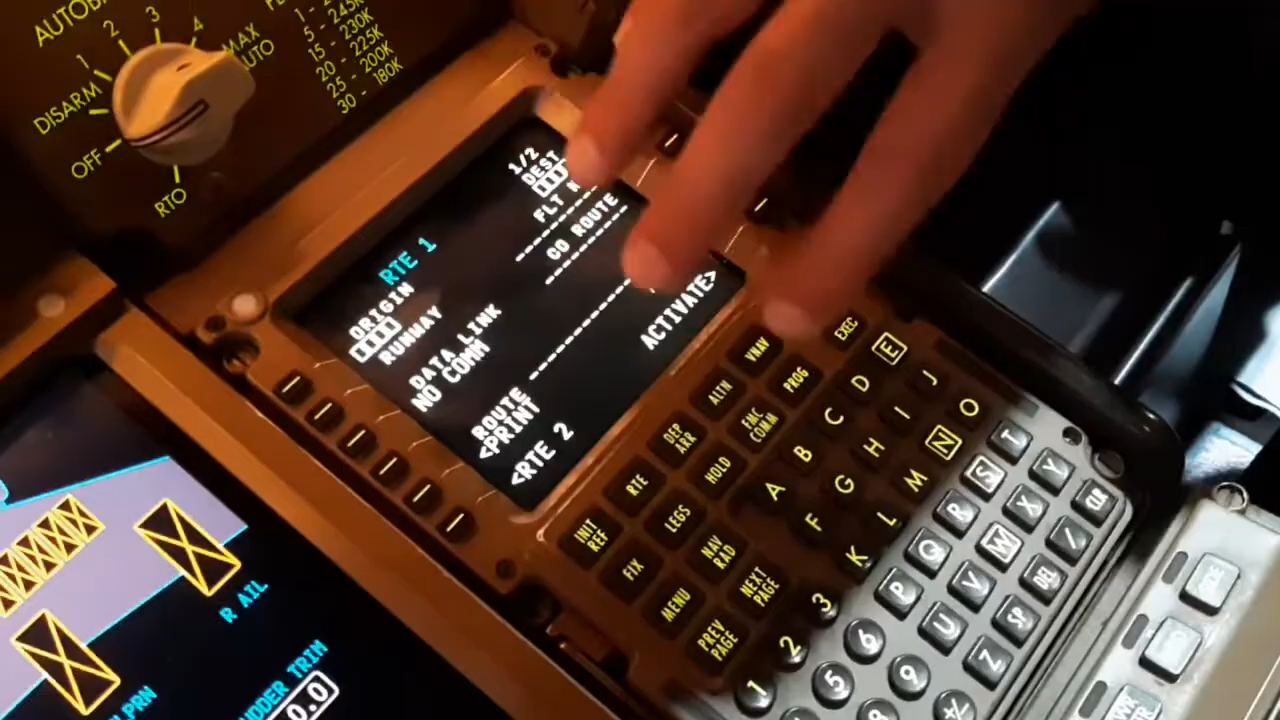 AUTOB
DISARM
1
2
3
4
MAX
AUTO
OFF
RTO
5 - 245K
15 - 230K
20 - 225K
25 - 200K
30 - 180K
RTE 1
1/2
ORIGIN
DEST
RUNWAY
FLT N
DATA LINK
CO ROUTE
NO COMM
ROUTE
<PRINT
ACTIVATE>
<RTE 2
INIT
REF
RTE
DEP
ARR
ALTN
VNAV
FIX
LEGS
HOLD
FMC
COMM
PROG
EXEC
MENU
NAV
RAD
PREV
PAGE
NEXT
PAGE
A
B
C
D
E
F
G
H
I
J
K
L
M
N
O
P
Q
R
S
T
U
V
W
X
Y
Z
SP
DEL
/
CLR
1
2
3
5
6
9
+/-
R AIL
RUDDER TRIM
0.0
LPRN